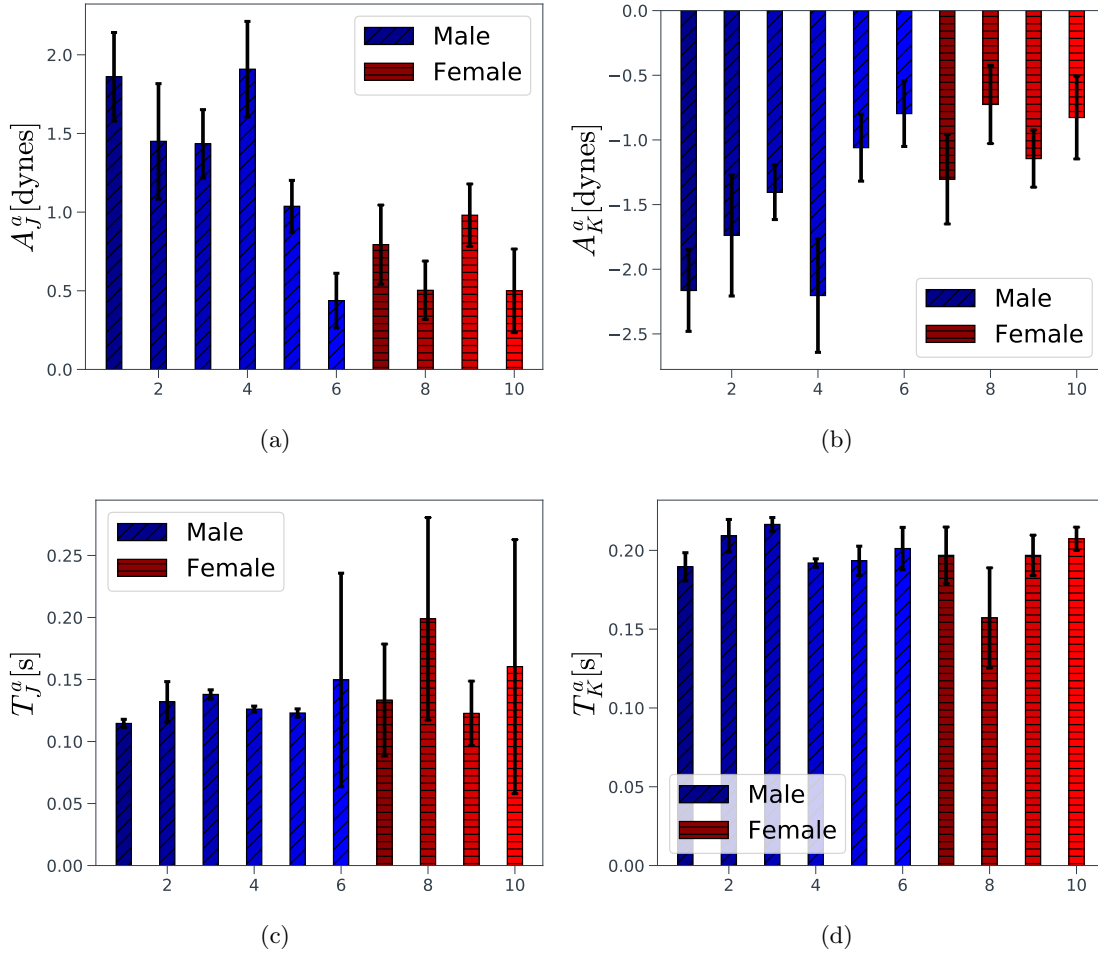 2.0
1.5
1.0
0.5
0.0
A_J^a [dynes]
Male
Female
2
4
6
8
10
(a)
0.0
−0.5
−1.0
−1.5
−2.0
−2.5
A_K^a [dynes]
Male
Female
2
4
6
8
10
(b)
0.25
0.20
0.15
0.10
0.05
0.00
T_J^a [s]
Male
Female
2
4
6
8
10
(c)
0.20
0.15
0.10
0.05
0.00
T_K^a [s]
Male
Female
2
4
6
8
10
(d)